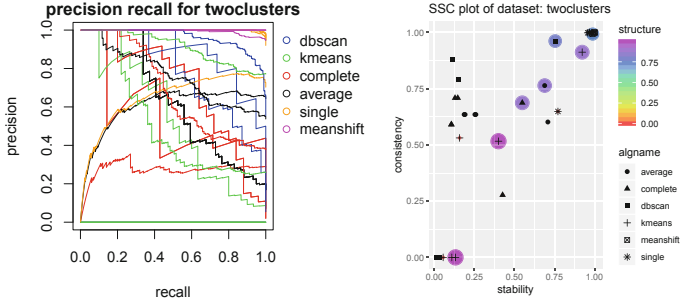 precision recall for twoclusters
precision
0.0
0.2
0.4
0.6
0.8
1.0
0.0
0.2
0.4
0.6
0.8
1.0
recall
dbscan
kmeans
complete
average
single
meanshift
SSC plot of dataset: twoclusters
consistency
1.00
0.75
0.50
0.25
0.00
0.00
0.25
0.50
0.75
1.00
stability
structure
1.00
0.75
0.50
0.25
0.00
algname
average
complete
dbscan
kmeans
meanshift
single